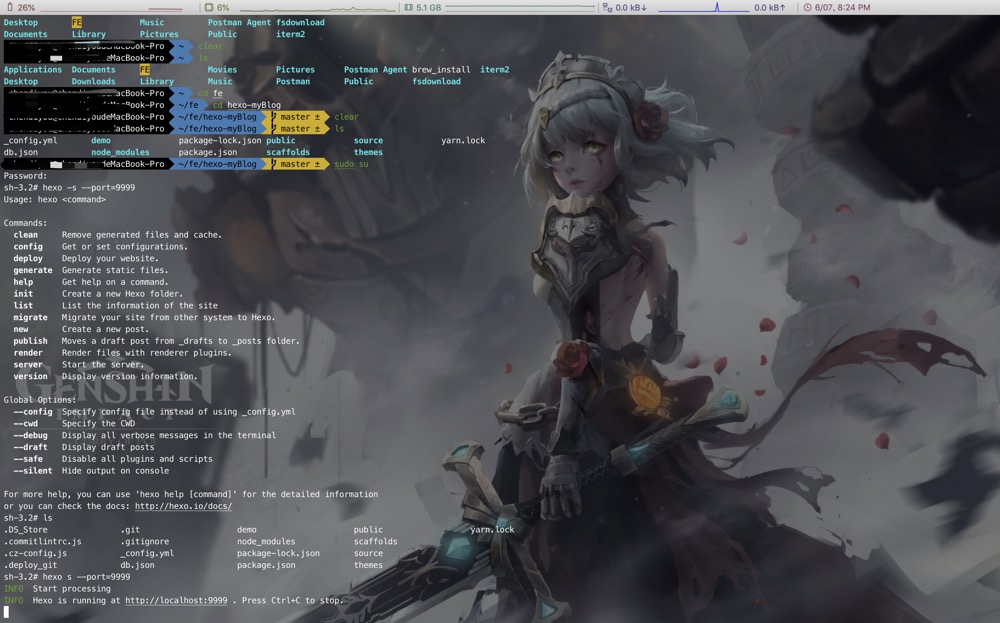 26% 6% 5.1 GB 0.0 kB↓ 0.0 kB↑ 6/07, 8:24 PM
Desktop FE Music Postman Agent fsdownload
Documents Library Pictures Public iterm2
oudeMacBook-Pro ~ clear
eMacBook-Pro ~ ls
Applications Documents FE Movies Pictures Postman Agent brew_install iterm2
Desktop Downloads Library Music Postman Public fsdownload
oudeMacBook-Pro ~ cd fe
MacBook-Pro ~/fe cd hexo-myBlog
oudeMacBook-Pro ~/fe/hexo-myBlog master ± clear
udeMacBook-Pro ~/fe/hexo-myBlog master ± ls
_config.yml demo package-lock.json public source yarn.lock
db.json node_modules package.json scaffolds themes
udeMacBook-Pro ~/fe/hexo-myBlog master ± sudo su
Password:
sh-3.2# hexo -s --port=9999
Usage: hexo <command>
Commands:
clean Remove generated files and cache.
config Get or set configurations.
deploy Deploy your website.
generate Generate static files.
help Get help on a command.
init Create a new Hexo folder.
list List the information of the site
migrate Migrate your site from other system to Hexo.
new Create a new post.
publish Moves a draft post from _drafts to _posts folder.
render Render files with renderer plugins.
server Start the server.
version Display version information.
GENSHIN
IMPACT
Global Options:
--config Specify config file instead of using _config.yml
--cwd Specify the CWD
--debug Display all verbose messages in the terminal
--draft Display draft posts
--safe Disable all plugins and scripts
--silent Hide output on console
For more help, you can use 'hexo help [command]' for the detailed information
or you can check the docs: http://hexo.io/docs/
sh-3.2# ls
.DS_Store .git demo public yarn.lock
.commitlintrc.js .gitignore node_modules scaffolds
.cz-config.js _config.yml package-lock.json source
.deploy_git db.json package.json themes
sh-3.2# hexo s --port=9999
INFO Start processing
INFO Hexo is running at http://localhost:9999 . Press Ctrl+C to stop.